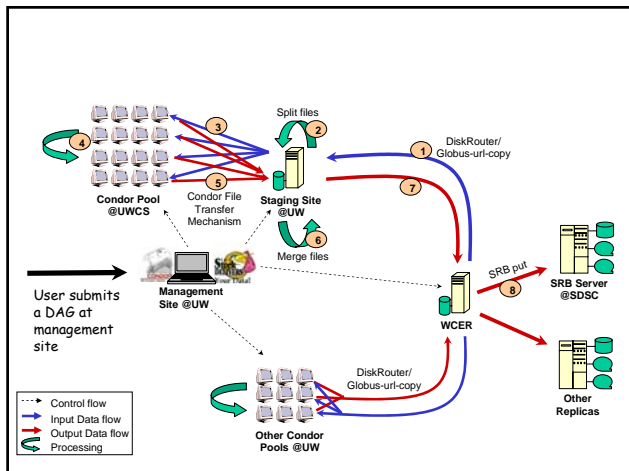 Split files
2
3
4
1
DiskRouter/
Globus-url-copy
5
7
Condor Pool
@UWCS
Condor File
Transfer
Mechanism
Staging Site
@UW
6
Merge files
SRB put
8
SRB Server
@SDSC
Your Data!
Management
Site @UW
WCER
User submits
a DAG at
management
site
DiskRouter/
Globus-url-copy
Other
Replicas
Control flow
Input Data flow
Output Data flow
Processing
Other Condor
Pools @UW